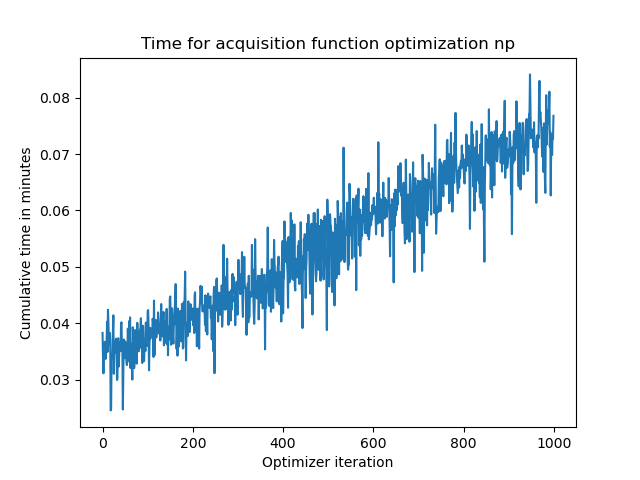 Time for acquisition function optimization np
0.08
0.07
0.06
0.05
0.04
0.03
Cumulative time in minutes
0 200 400 600 800 1000
Optimizer iteration